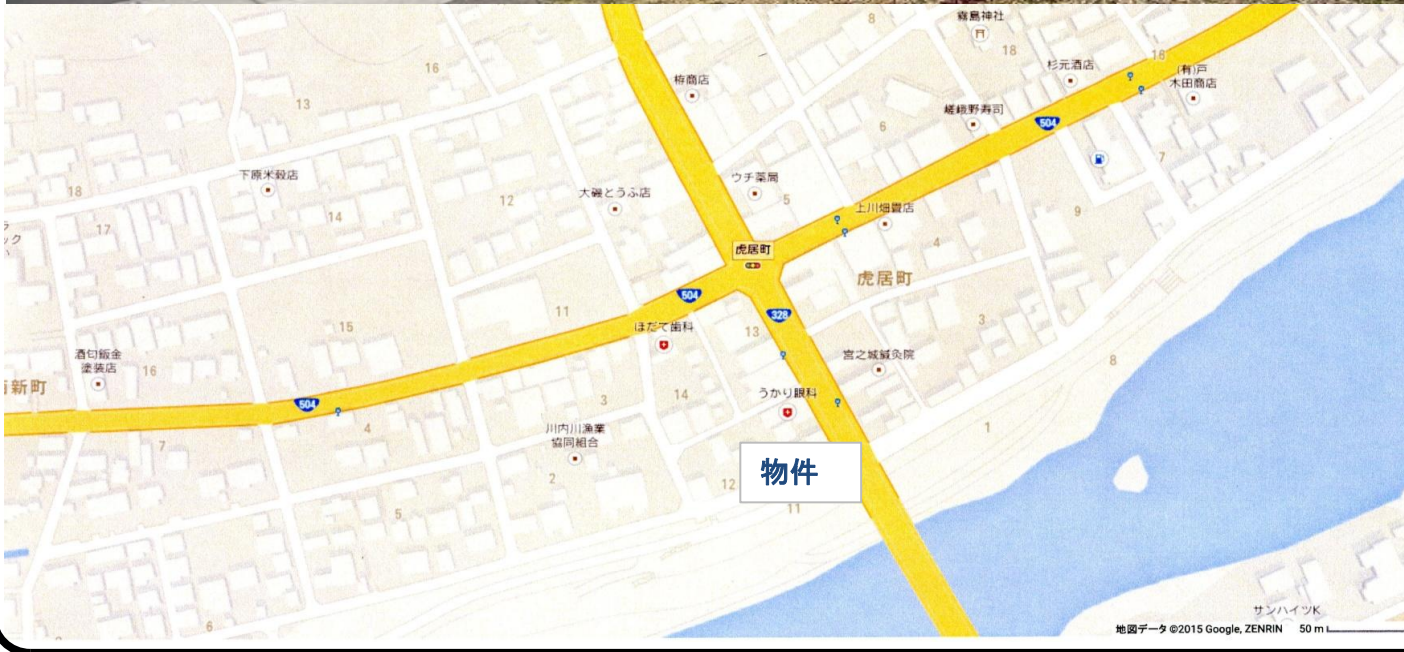 霧島神社
8
18
16
杉元酒店
16
(有)戸
木田商店
栫商店
13
嵯峨野寿司
504
6
7
下原米穀店
18
大磯とうふ店
ウチ薬局
12
5
14
上川畑畳店
9
17
4
虎居町
虎居町
504
328
11
15
ほだて歯科
13
3
宮之城鍼灸院
8
酒匂鈑金
塗装店
16
新町
504
3
14
うかり眼科
4
川内川漁業
協同組合
1
7
物件
2
12
11
5
6
サンハイツK
地図データ ©2015 Google, ZENRIN 50 m